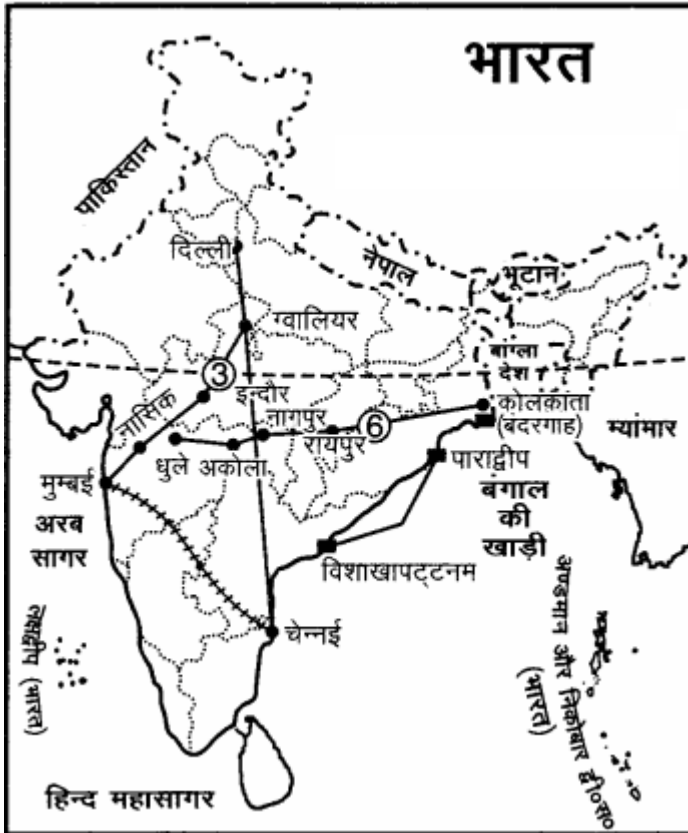 भारत
पाकिस्तान
दिल्ली
नेपाल
भूटान
ग्वालियर
बाग्ला
देश
3
इन्दौर
नासिक
नागपुर
6
कोलकांता
(बदरगाह)
म्यांमार
धुले
अकोला
रायपुर
पाराद्वीप
मुम्बई
बंगाल
की
खाड़ी
अरब
सागर
विशाखापट्टनम
चेन्नई
लक्षद्वीप (भारत)
अण्डमान और निकोबार द्वी०स०
(भारत)
हिन्द महासागर